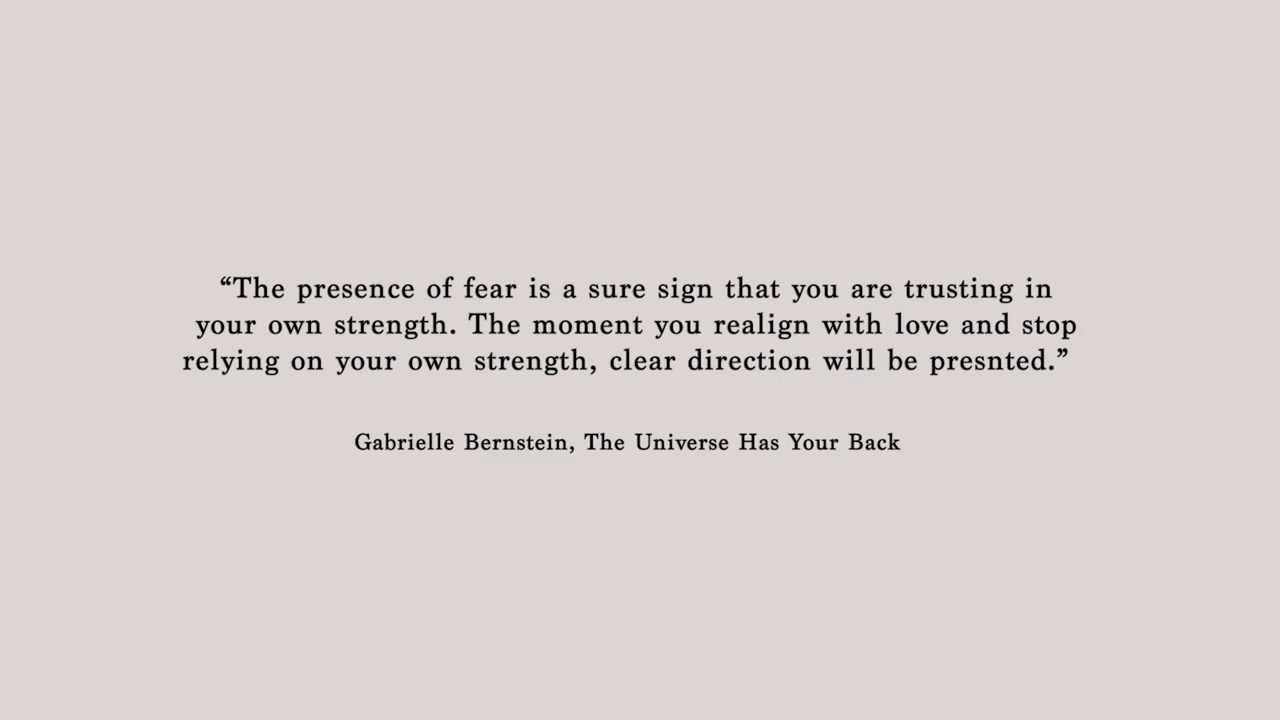 “The presence of fear is a sure sign that you are trusting in
your own strength. The moment you realign with love and stop
relying on your own strength, clear direction will be presnted.”
Gabrielle Bernstein, The Universe Has Your Back